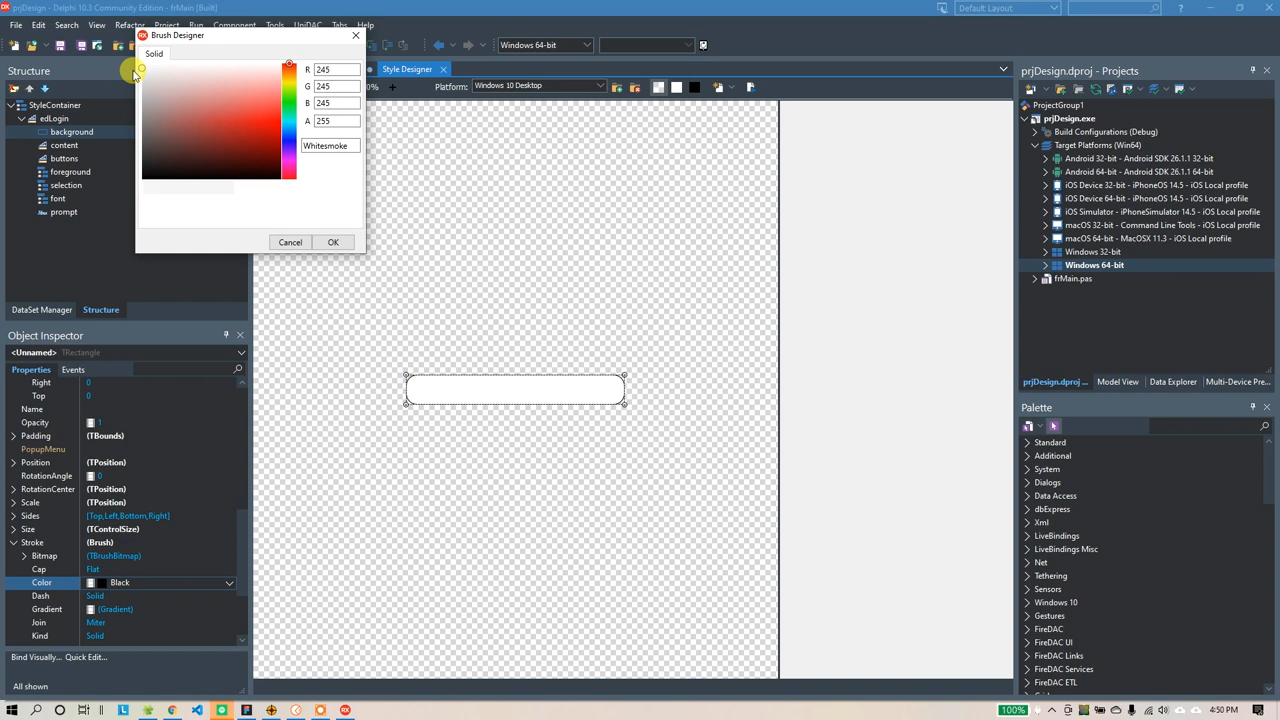 prjDesign - Delphi 10.3 Community Edition - frMain [Built]
Default Layout
File Edit Search View Refactor Project Run Component Tools UniDAC Tabs Help
Windows 64-bit
Brush Designer
Solid
R 245
G 245
B 245
A 255
Whitesmoke
Cancel OK
Style Designer
0% + Platform: Windows 10 Desktop
Structure
StyleContainer
edLogin
background
content
buttons
foreground
selection
font
prompt
DataSet Manager Structure
Object Inspector
<Unnamed> TRectangle
Properties Events
Right 0
Top 0
Name
Opacity 1
Padding (TBounds)
PopupMenu
Position (TPosition)
RotationAngle 0
RotationCenter (TPosition)
Scale (TPosition)
Sides [Top,Left,Bottom,Right]
Size (TControlSize)
Stroke (Brush)
Bitmap (TBrushBitmap)
Cap Flat
Color Black
Dash Solid
Gradient (Gradient)
Join Miter
Kind Solid
Bind Visually... Quick Edit...
All shown
prjDesign.dproj - Projects
ProjectGroup1
prjDesign.exe
Build Configurations (Debug)
Target Platforms (Win64)
Android 32-bit - Android SDK 26.1.1 32-bit
Android 64-bit - Android SDK 26.1.1 64-bit
iOS Device 32-bit - iPhoneOS 14.5 - iOS Local profile
iOS Device 64-bit - iPhoneOS 14.5 - iOS Local profile
iOS Simulator - iPhoneSimulator 14.5 - iOS Local profile
macOS 32-bit - Command Line Tools - iOS Local profile
macOS 64-bit - MacOSX 11.3 - iOS Local profile
Windows 32-bit
Windows 64-bit
frMain.pas
prjDesign.dproj ... Model View Data Explorer Multi-Device Pre...
Palette
Standard
Additional
System
Dialogs
Data Access
dbExpress
Xml
LiveBindings
LiveBindings Misc
Net
Tethering
Sensors
Windows 10
Gestures
FireDAC
FireDAC UI
FireDAC Links
FireDAC Services
FireDAC ETL
100% 4:50 PM